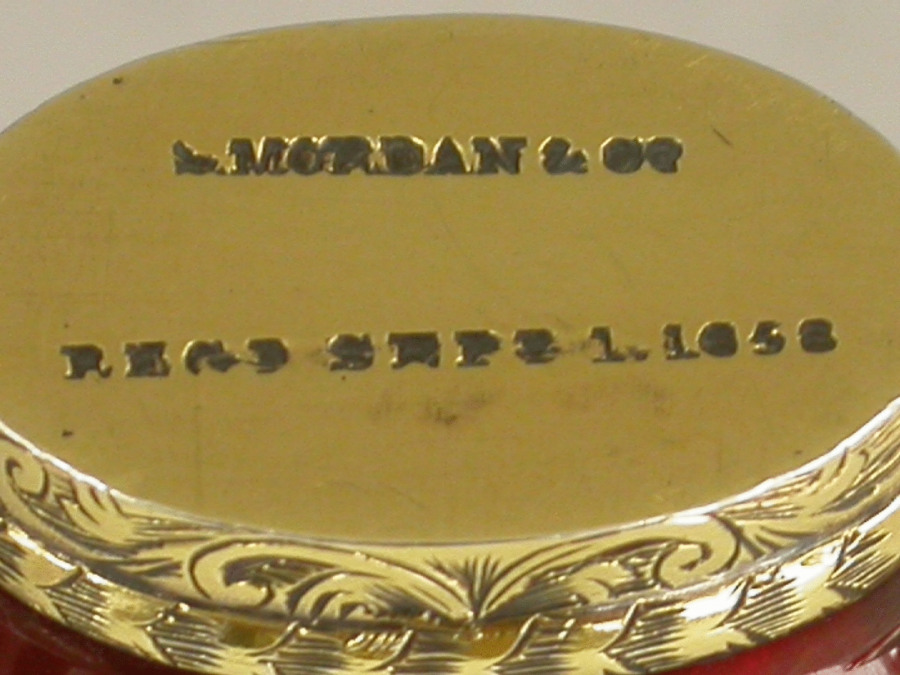 S. MORDAN & CO
REGD SEPT 1. 1858